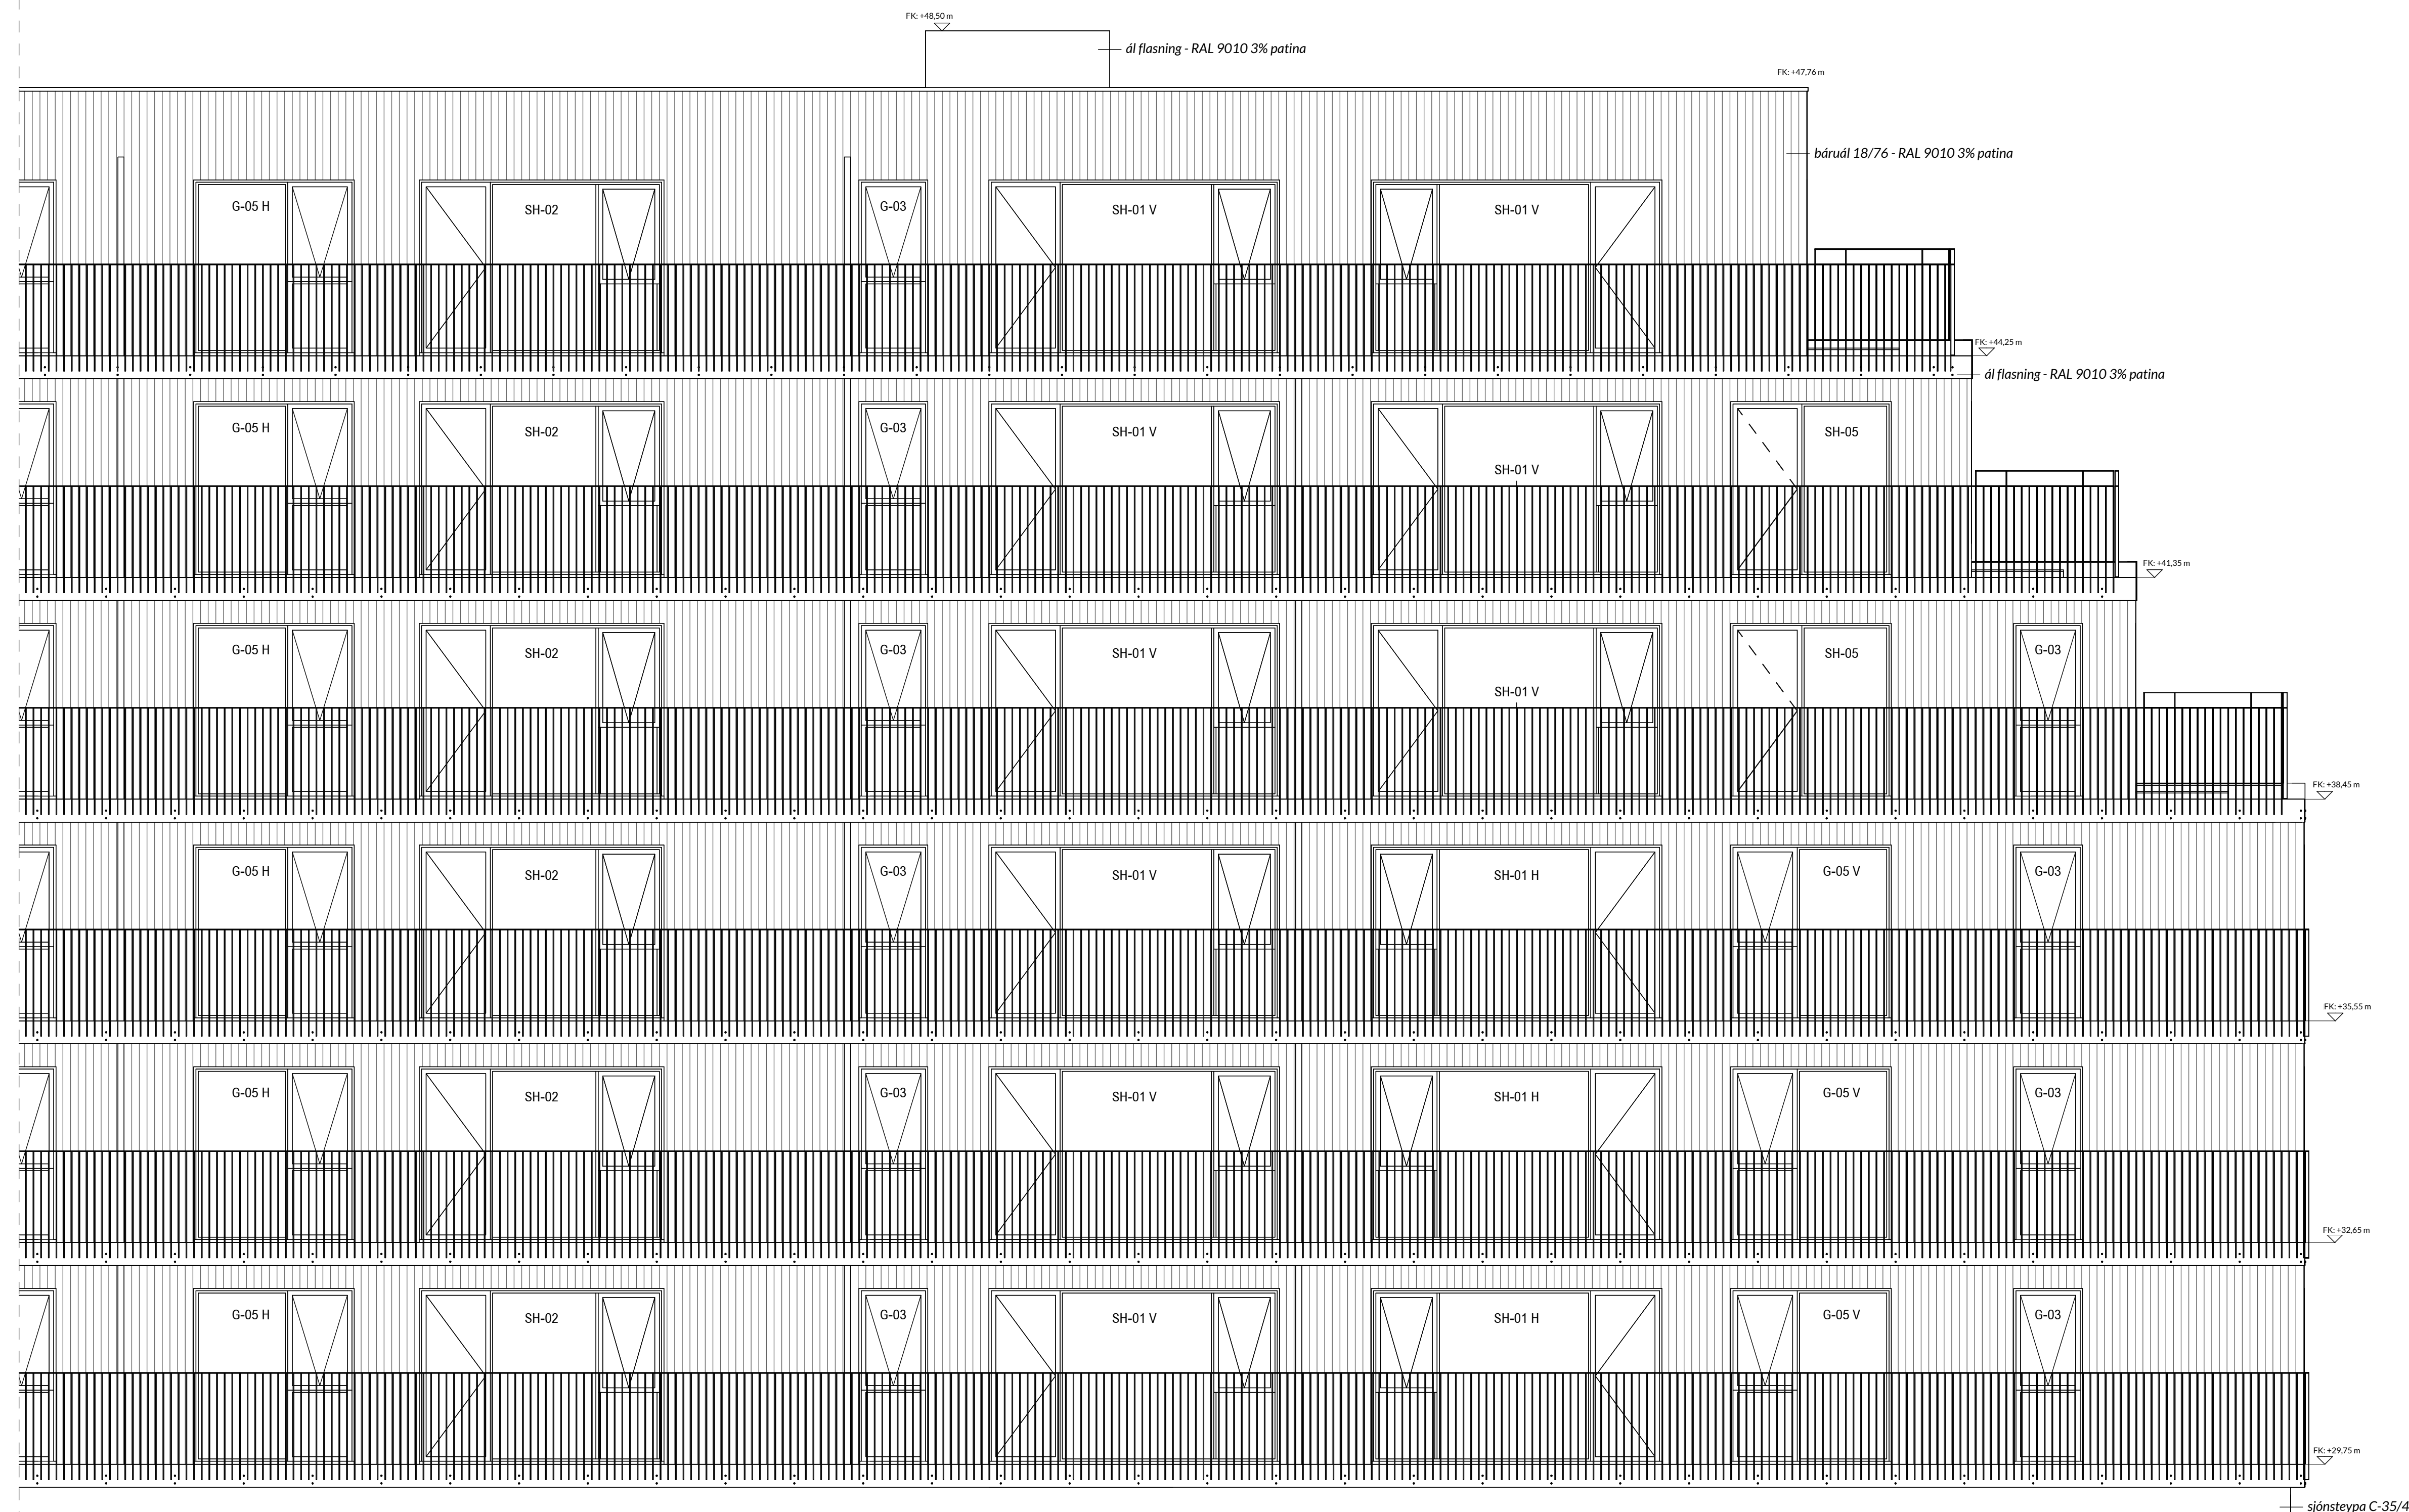 FK: +48,50 m
ál flasning - RAL 9010 3% patina
FK: +47,76 m
báruál 18/76 - RAL 9010 3% patina
G-05 H
SH-02
G-03
SH-01 V
SH-01 V
FK: +44,25 m
ál flasning - RAL 9010 3% patina
G-05 H
SH-02
G-03
SH-01 V
SH-01 V
SH-05
FK: +41,35 m
G-05 H
SH-02
G-03
SH-01 V
SH-01 V
SH-05
G-03
FK: +38,45 m
G-05 H
SH-02
G-03
SH-01 V
SH-01 H
G-05 V
G-03
FK: +35,55 m
G-05 H
SH-02
G-03
SH-01 V
SH-01 H
G-05 V
G-03
FK: +32,65 m
G-05 H
SH-02
G-03
SH-01 V
SH-01 H
G-05 V
G-03
FK: +29,75 m
sjónsteypa C-35/4